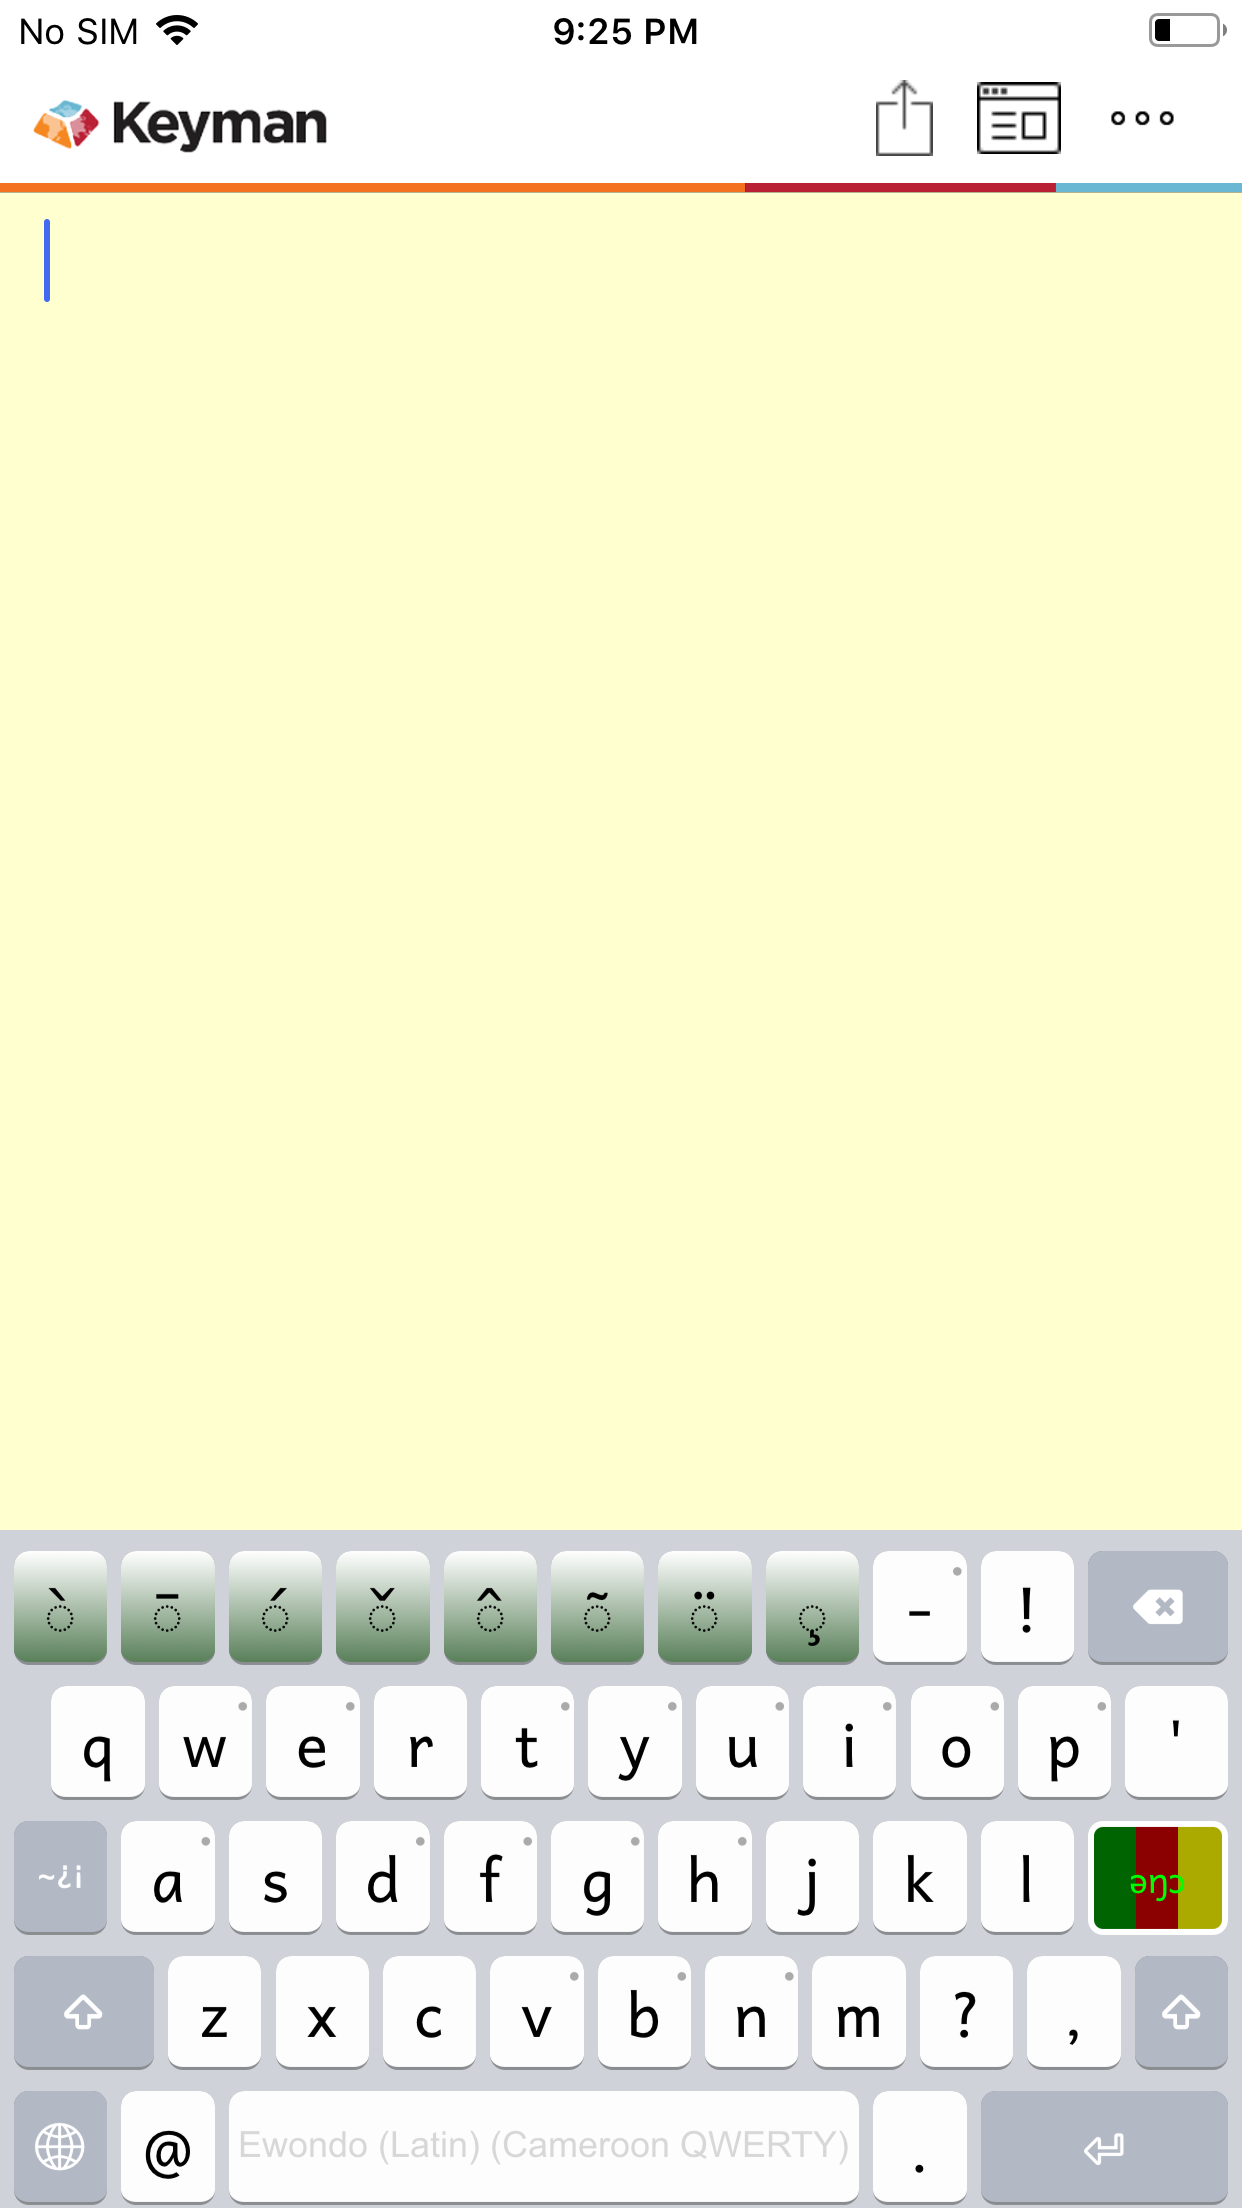 No SIM 9:25 PM
Keyman
◌̀ ◌̄ ◌́ ◌̌ ◌̂ ◌̃ ◌̈ ◌̧ - !
q w e r t y u i o p '
~¿¡ a s d f g h j k l əŋɔ
z x c v b n m ? ,
@ Ewondo (Latin) (Cameroon QWERTY) .